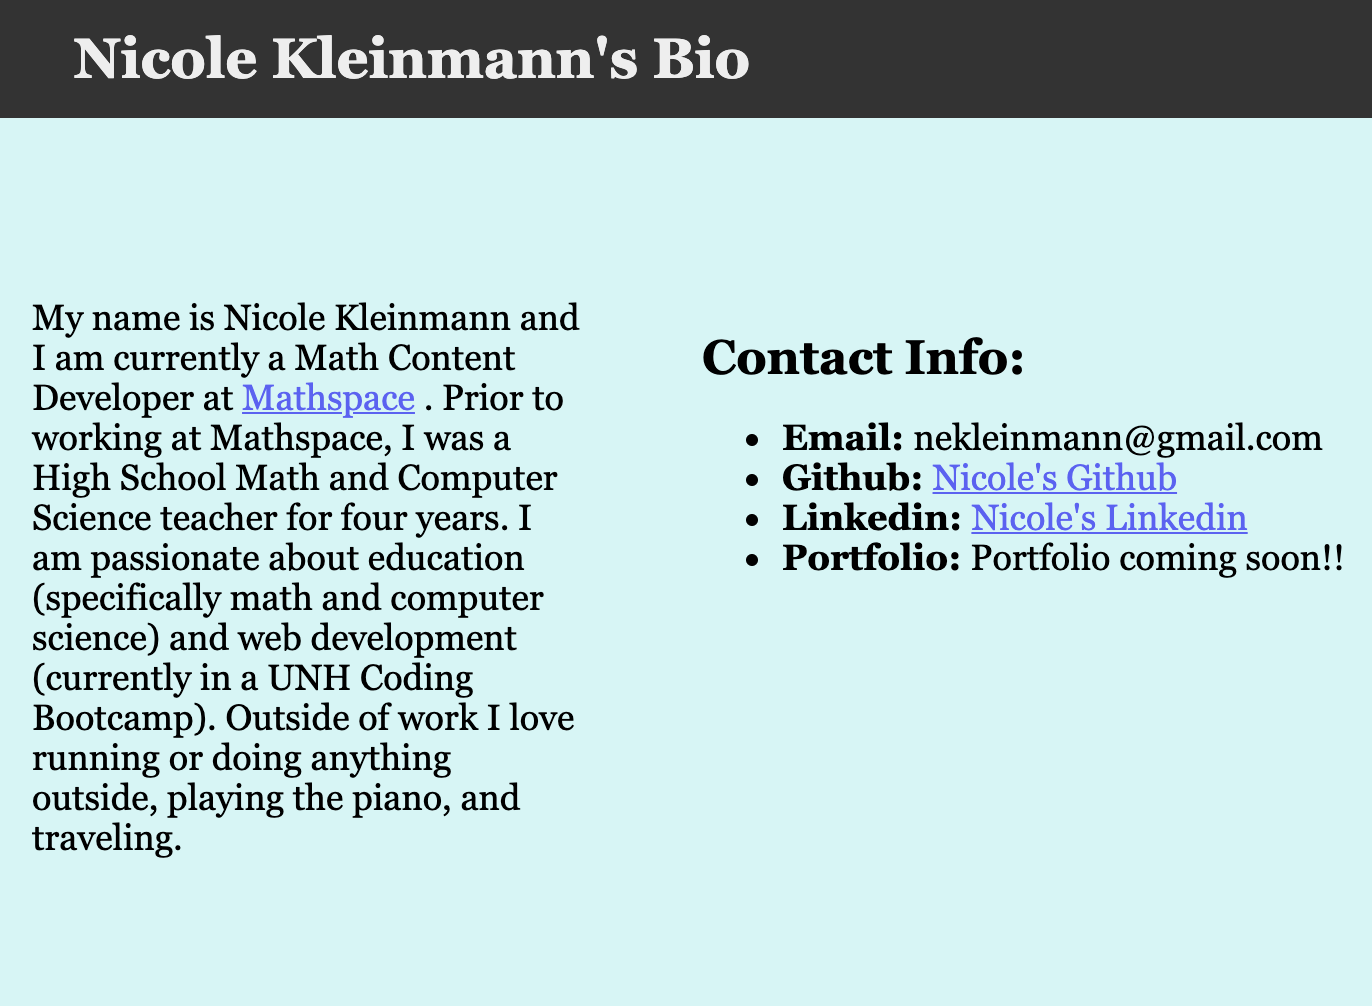 Nicole Kleinmann's Bio
My name is Nicole Kleinmann and
I am currently a Math Content
Developer at Mathspace . Prior to
working at Mathspace, I was a
High School Math and Computer
Science teacher for four years. I
am passionate about education
(specifically math and computer
science) and web development
(currently in a UNH Coding
Bootcamp). Outside of work I love
running or doing anything
outside, playing the piano, and
traveling.
Contact Info:
• Email: nekleinmann@gmail.com
• Github: Nicole's Github
• Linkedin: Nicole's Linkedin
• Portfolio: Portfolio coming soon!!